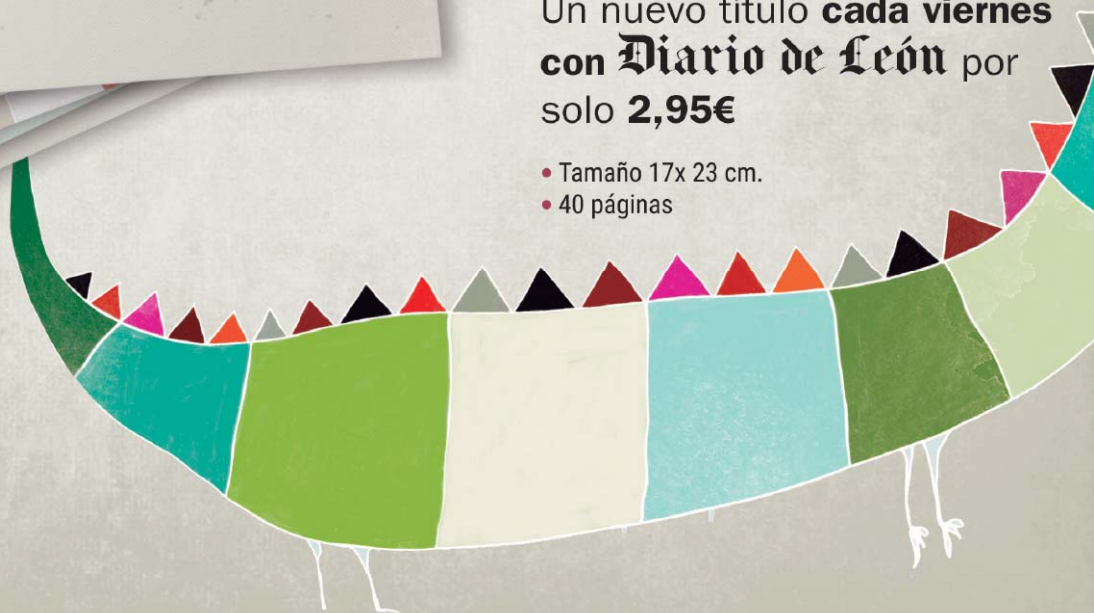 Un nuevo título cada viernes
con Diario de León por
solo 2,95€
• Tamaño 17x 23 cm.
• 40 páginas